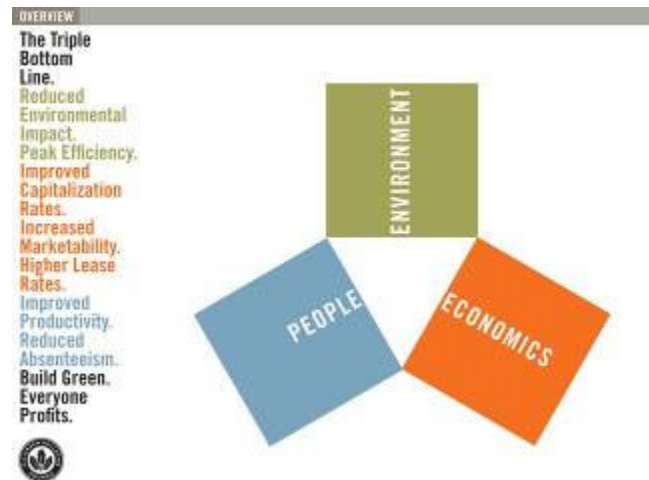 OVERVIEW
The Triple
Bottom
Line.
Reduced
Environmental
Impact.
Peak Efficiency.
Improved
Capitalization
Rates.
Increased
Marketability.
Higher Lease
Rates.
Improved
Productivity.
Reduced
Absenteeism.
Build Green.
Everyone
Profits.
ENVIRONMENT
PEOPLE
ECONOMICS